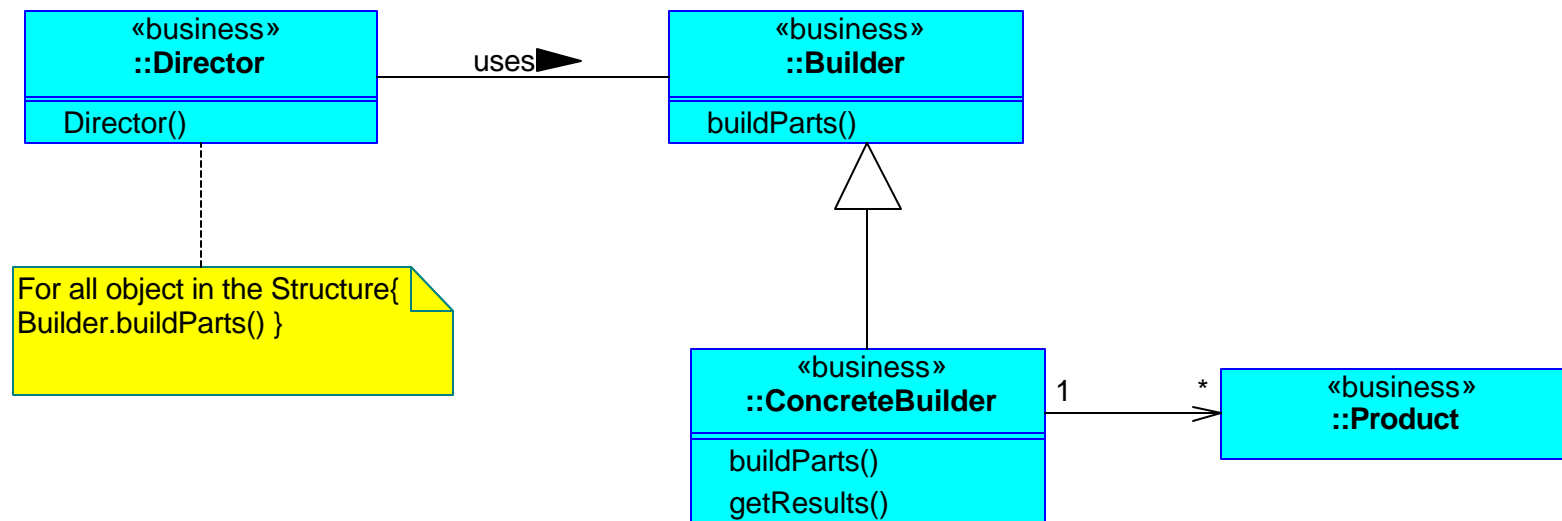 «business»
::Director
Director()
uses
«business»
::Builder
buildParts()
For all object in the Structure{
Builder.buildParts() }
«business»
::ConcreteBuilder
buildParts()
getResults()
1
*
«business»
::Product